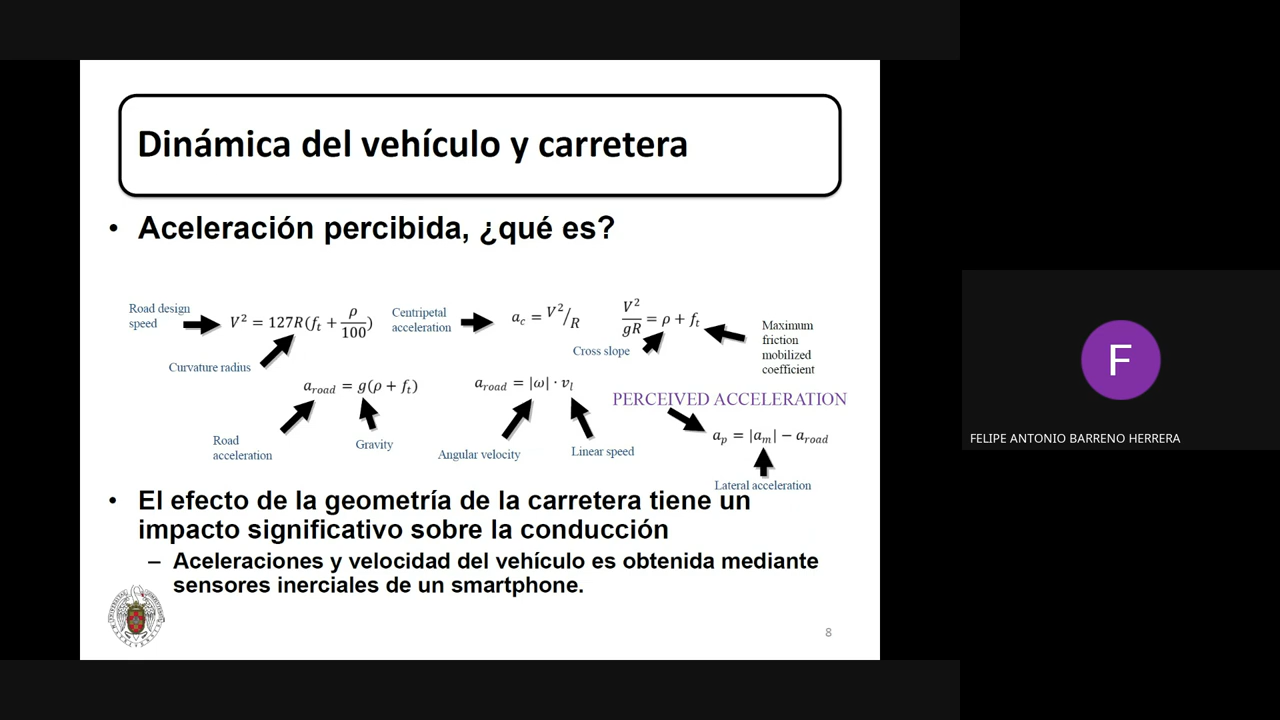 Dinámica del vehículo y carretera
• Aceleración percibida, ¿qué es?
Road design
speed
V² = 127R(fₜ + ρ/100)
Centripetal
acceleration
a_c = V²/R
V²/gR = ρ + fₜ
Cross slope
Maximum
friction
mobilized
coefficient
Curvature radius
a_road = g(ρ + fₜ)
a_road = |ω| · v_l
PERCEIVED ACCELERATION
Road
acceleration
Gravity
Angular velocity
Linear speed
a_p = |a_m| − a_road
Lateral acceleration
• El efecto de la geometría de la carretera tiene un
impacto significativo sobre la conducción
– Aceleraciones y velocidad del vehículo es obtenida mediante
sensores inerciales de un smartphone.
8
F
FELIPE ANTONIO BARRENO HERRERA